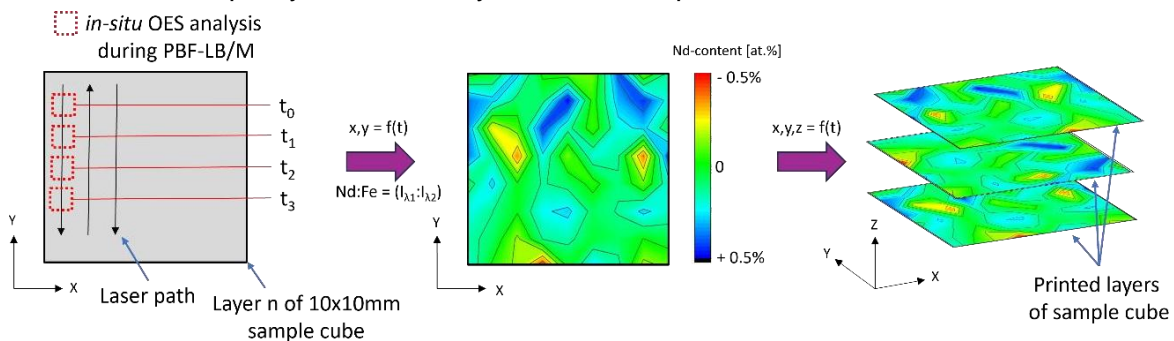 in-situ OES analysis
during PBF-LB/M
t0
t1
t2
t3
Y
X
Laser path
Layer n of 10x10mm
sample cube
x,y = f(t)
Nd:Fe = (Iλ1:Iλ2)
Y
X
Nd-content [at.%]
- 0.5%
0
+ 0.5%
x,y,z = f(t)
Z
Y
X
Printed layers
of sample cube